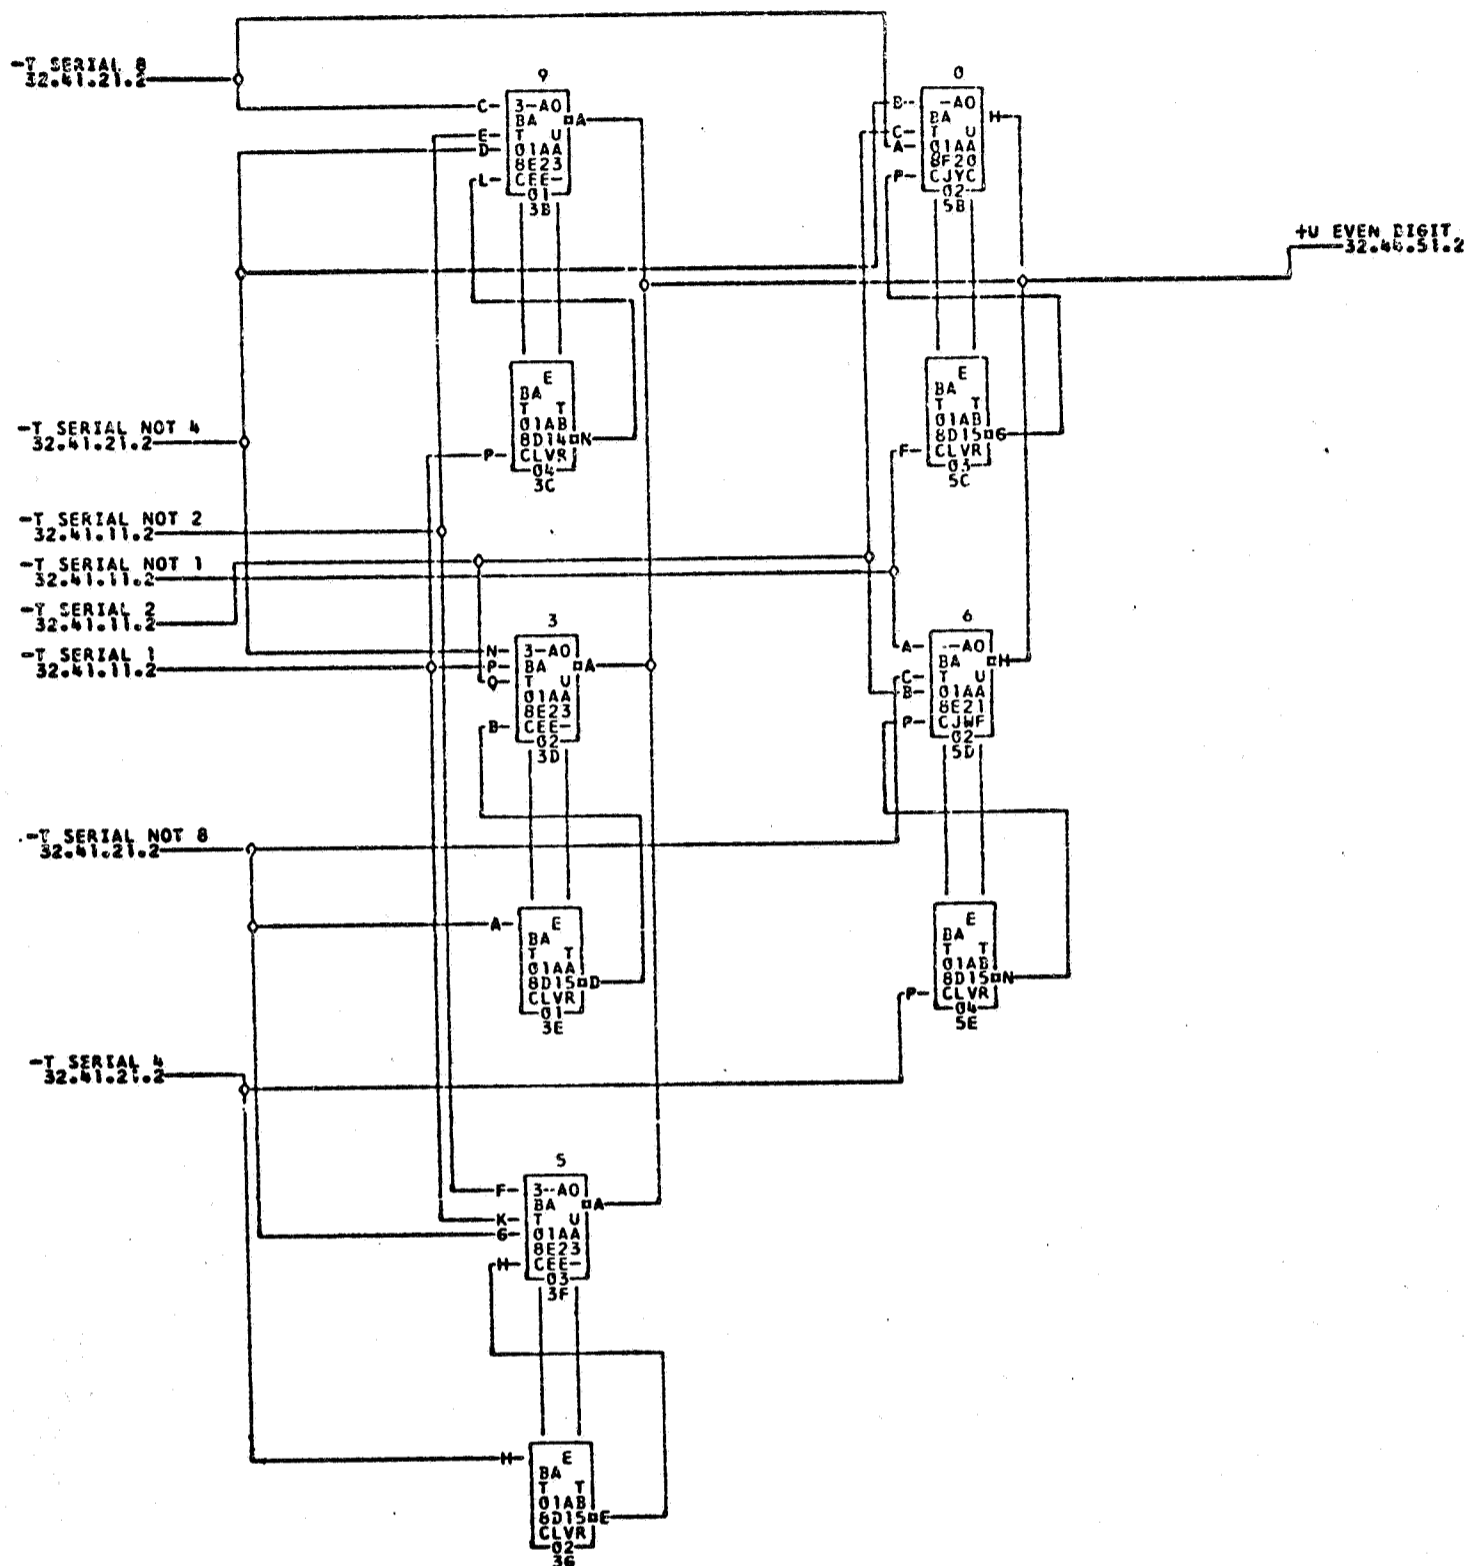 -T SERIAL 8
32.41.21.2
9
C- 3-AO
BA A
E- T U
D- 01AA
8E23
L- CEE-
01
3B
0
B- -AO
BA H
C- T U
A- 01AA
8F20
P- CJYC
02
5B
+U EVEN DIGIT
E
BA
T T
01AB
8D14 N
P- CLVR
04
3C
E
BA
T T
01AB
8D15 G
F- CLVR
03
5C
-T SERIAL NOT 4
32.41.21.2
-T SERIAL NOT 2
32.41.11.2
-T SERIAL NOT 1
32.41.11.2
-T SERIAL 2
32.41.11.2
-T SERIAL 1
32.41.11.2
3
N- 3-AO
P- BA A
Q- T U
01AA
8E23
B- CEE-
02
3D
6
A- --AO
BA H
C- T U
B- 01AA
8E21
P- CJWF
02
5D
-T SERIAL NOT 8
32.41.21.2
A- E
BA
T T
01AA
8D15 D
CLVR
01
3E
E
BA
T T
01AB
8D15 N
P- CLVR
04
5E
-T SERIAL 4
32.41.21.2
5
F- 3--AO
BA A
K- T U
G- 01AA
8E23
H- CEE-
03
3F
H- E
BA
T T
01AB
8D15 E
CLVR
02
3G